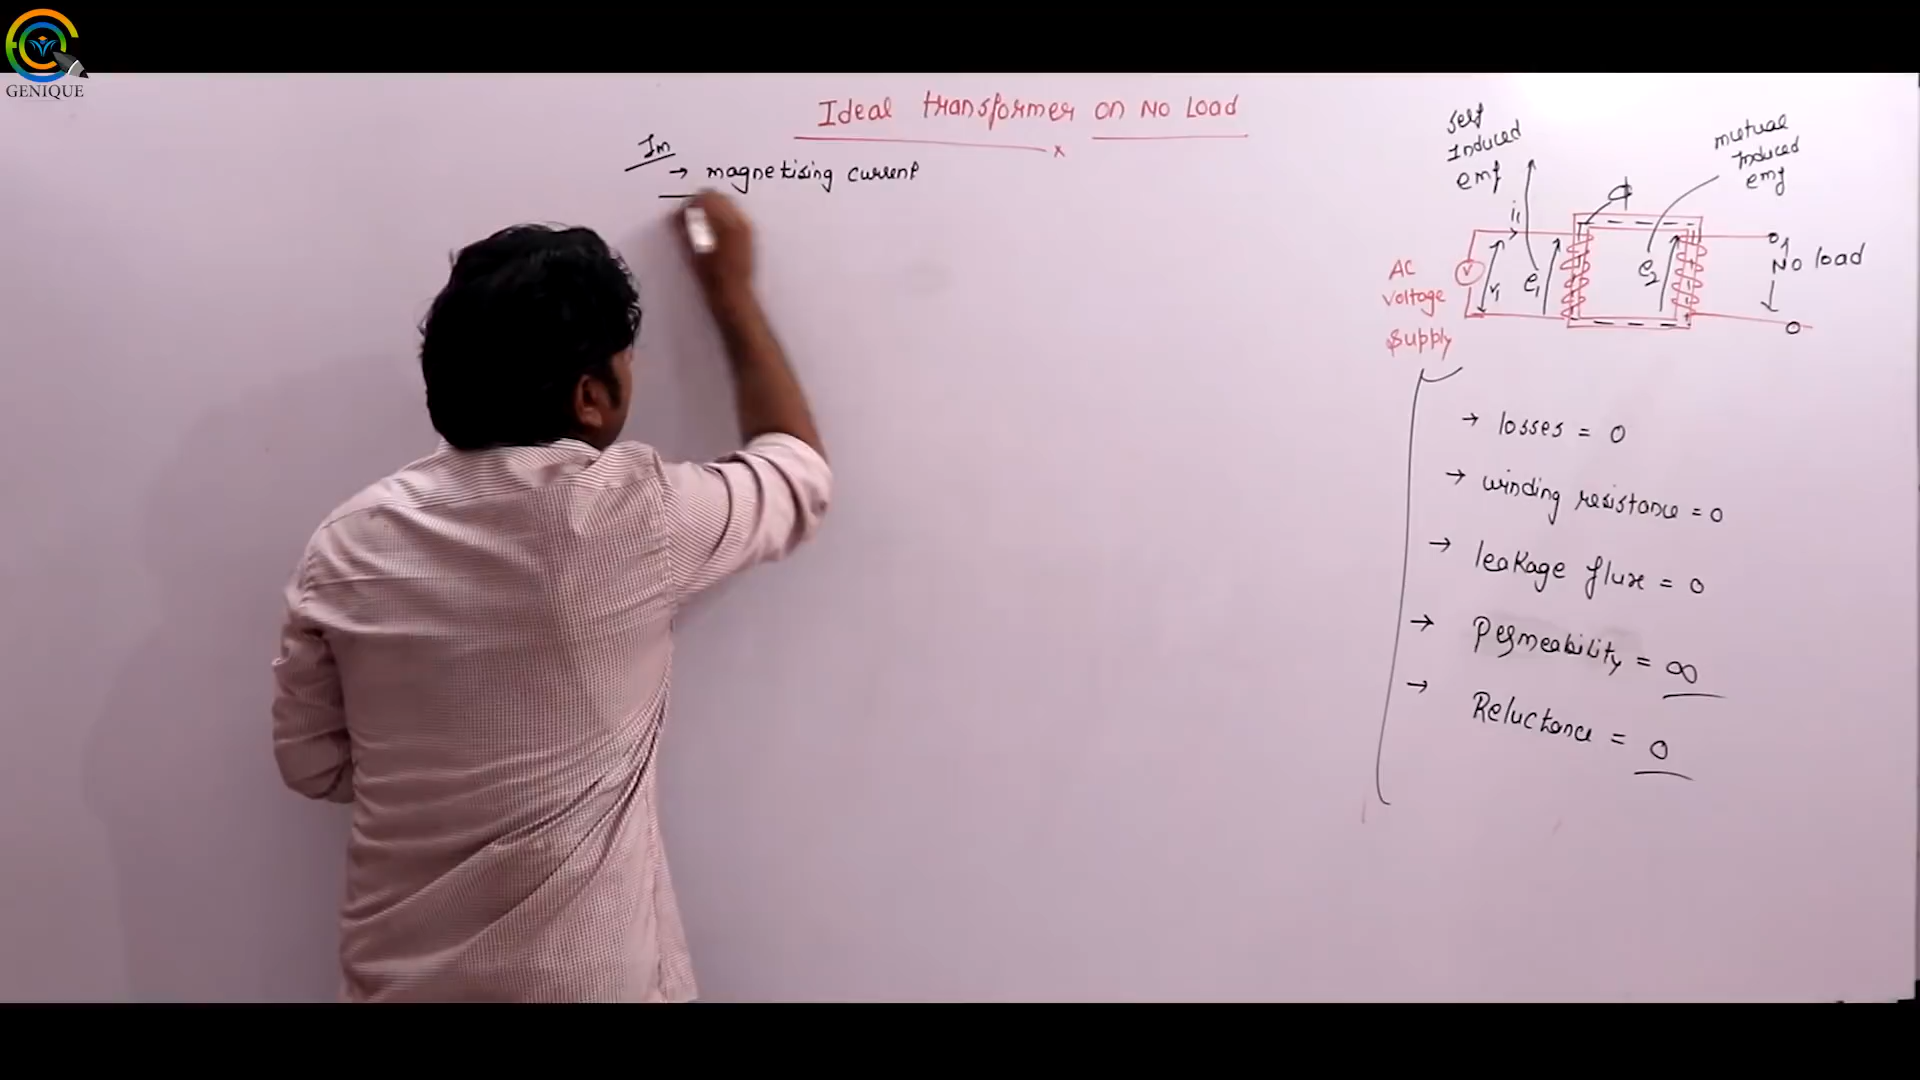 GENIQUE
Ideal transformer on No Load
Im
→ magnetising current
Self
Induced
emf
mutual
Induced
emf
ϕ
i1
V
v1
e1
e2
AC
Voltage
Supply
No load
→ losses = 0
→ winding resistance = 0
→ leakage flux = 0
→ Permeability = ∞
→ Reluctance = 0